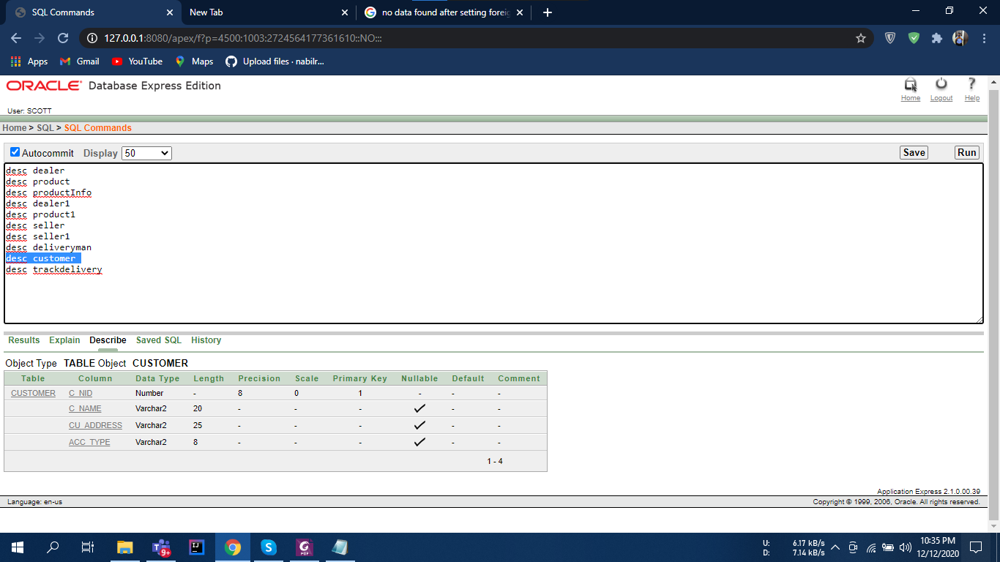 SQL Commands
New Tab
no data found after setting foreig
127.0.0.1:8080/apex/f?p=4500:1003:2724564177361610::NO:::
Apps Gmail YouTube Maps Upload files · nabilr...
ORACLE Database Express Edition
Home Logout Help
User: SCOTT
Home > SQL > SQL Commands
Autocommit Display 50 Save Run
desc dealer
desc product
desc productInfo
desc dealer1
desc product1
desc seller
desc seller1
desc deliveryman
desc customer
desc trackdelivery
Results Explain Describe Saved SQL History
Object Type TABLE Object CUSTOMER
Table Column Data Type Length Precision Scale Primary Key Nullable Default Comment
CUSTOMER C_NID Number - 8 0 1 - - -
C_NAME Varchar2 20 - - - ✓ - -
CU_ADDRESS Varchar2 25 - - - ✓ - -
ACC_TYPE Varchar2 8 - - - ✓ - -
1 - 4
Application Express 2.1.0.00.39
Language: en-us Copyright © 1999, 2006, Oracle. All rights reserved.
9+ IJ S PDF
U: 6.17 kB/s
D: 7.14 kB/s
10:35 PM
12/12/2020